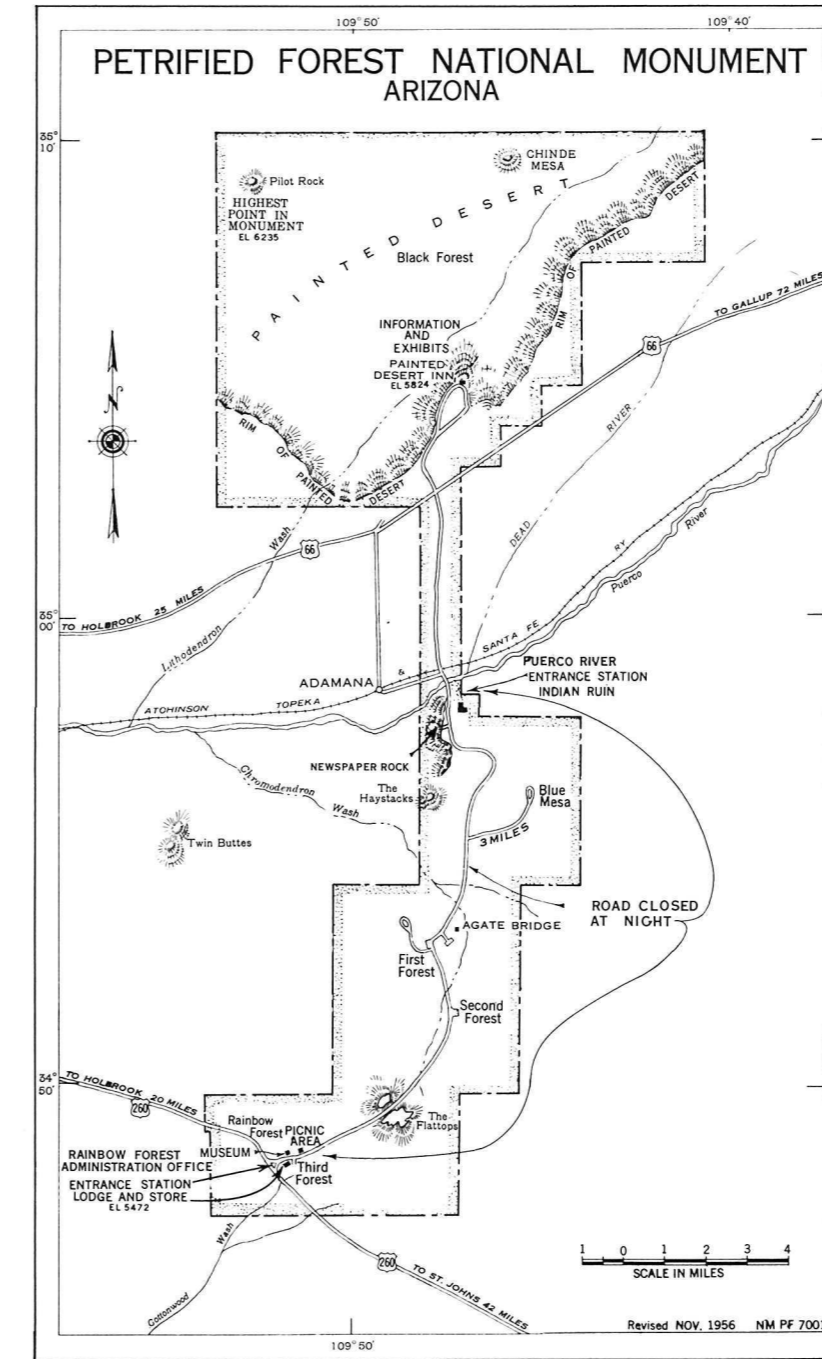 109° 50'
109° 40'
PETRIFIED FOREST NATIONAL MONUMENT
ARIZONA
35° 10'
Pilot Rock
HIGHEST
POINT IN
MONUMENT
EL 6235
CHINDE
MESA
PAINTED DESERT
Black Forest
RIM OF PAINTED DESERT
INFORMATION
AND
EXHIBITS
PAINTED
DESERT INN
EL 5824
TO GALLUP 72 MILES
66
N
RIM OF PAINTED DESERT
DEAD RIVER
Wash
66
TO HOLBROOK 25 MILES
35° 00'
Lithodendron
ATCHINSON TOPEKA & SANTA FE RY
Puerco River
ADAMANA
PUERCO RIVER
ENTRANCE STATION
INDIAN RUIN
NEWSPAPER ROCK
Chromodendron Wash
The
Haystacks
Blue
Mesa
3 MILES
Twin Buttes
ROAD CLOSED
AT NIGHT
AGATE BRIDGE
First
Forest
Second
Forest
34° 50'
TO HOLBROOK 20 MILES
260
The
Flattops
Rainbow
Forest
PICNIC
AREA
MUSEUM
RAINBOW FOREST
ADMINISTRATION OFFICE
Third
Forest
ENTRANCE STATION
LODGE AND STORE
EL 5472
Wash
Cottonwood
260
TO ST. JOHNS 42 MILES
1 0 1 2 3 4
SCALE IN MILES
Revised NOV. 1956 NM PF 7001
109° 50'